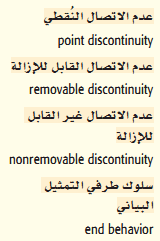 عدم الاتصال النُقطي
point discontinuity
عدم الاتصال القابل للإزالة
removable discontinuity
عدم الاتصال غير القابل
للإزالة
nonremovable discontinuity
سلوك طرفي التمثيل
البياني
end behavior